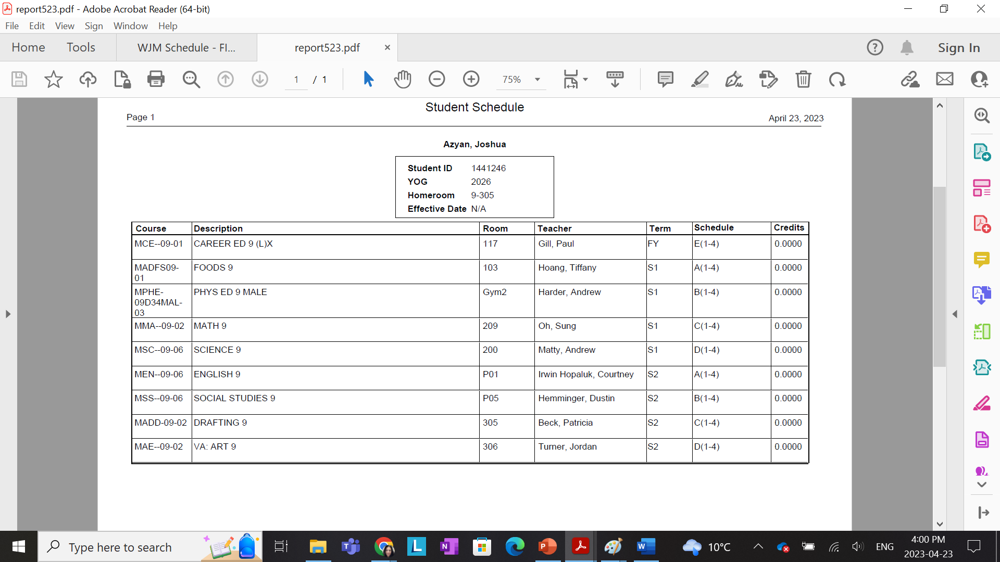 report523.pdf - Adobe Acrobat Reader (64-bit)
File Edit View Sign Window Help
Home Tools WJM Schedule - FI... report523.pdf × Sign In
1 / 1 75%
Student Schedule
Page 1 April 23, 2023
Azyan, Joshua
Student ID 1441246
YOG 2026
Homeroom 9-305
Effective Date N/A
Course Description Room Teacher Term Schedule Credits
MCE--09-01 CAREER ED 9 (L)X 117 Gill, Paul FY E(1-4) 0.0000
MADFS09- FOODS 9 103 Hoang, Tiffany S1 A(1-4) 0.0000
01
MPHE- PHYS ED 9 MALE Gym2 Harder, Andrew S1 B(1-4) 0.0000
09D34MAL-
03
MMA--09-02 MATH 9 209 Oh, Sung S1 C(1-4) 0.0000
MSC--09-06 SCIENCE 9 200 Matty, Andrew S1 D(1-4) 0.0000
MEN--09-06 ENGLISH 9 P01 Irwin Hopaluk, Courtney S2 A(1-4) 0.0000
MSS--09-06 SOCIAL STUDIES 9 P05 Hemminger, Dustin S2 B(1-4) 0.0000
MADD-09-02 DRAFTING 9 305 Beck, Patricia S2 C(1-4) 0.0000
MAE--09-02 VA: ART 9 306 Turner, Jordan S2 D(1-4) 0.0000
Type here to search 10°C ENG 4:00 PM
2023-04-23